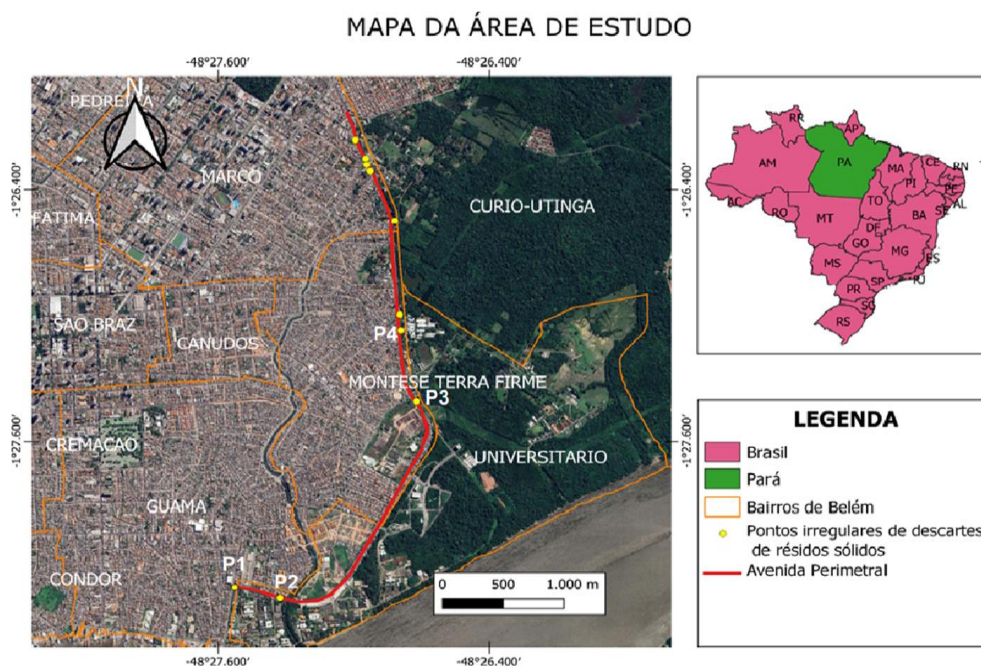 MAPA DA ÁREA DE ESTUDO
-48°27.600'
-48°26.400'
N
PEDREIRA
MARCO
-1°26.400'
-1°26.400'
FATIMA
CURIO-UTINGA
SAO BRAZ
CANUDOS
P4
MONTESE TERRA FIRME
P3
CREMACAO
-1°27.600'
-1°27.600'
UNIVERSITARIO
GUAMA
CONDOR
P1
P2
0 500 1.000 m
-48°27.600'
-48°26.400'
RR
AP
AM
PA
MA
CE
RN
PI
PE
AC
TO
AL
SE
RO
MT
BA
DF
GO
MG
MS
ES
SP
RJ
PR
SC
RS
LEGENDA
Brasil
Pará
Bairros de Belém
Pontos irregulares de descartes
de résidos sólidos
Avenida Perimetral